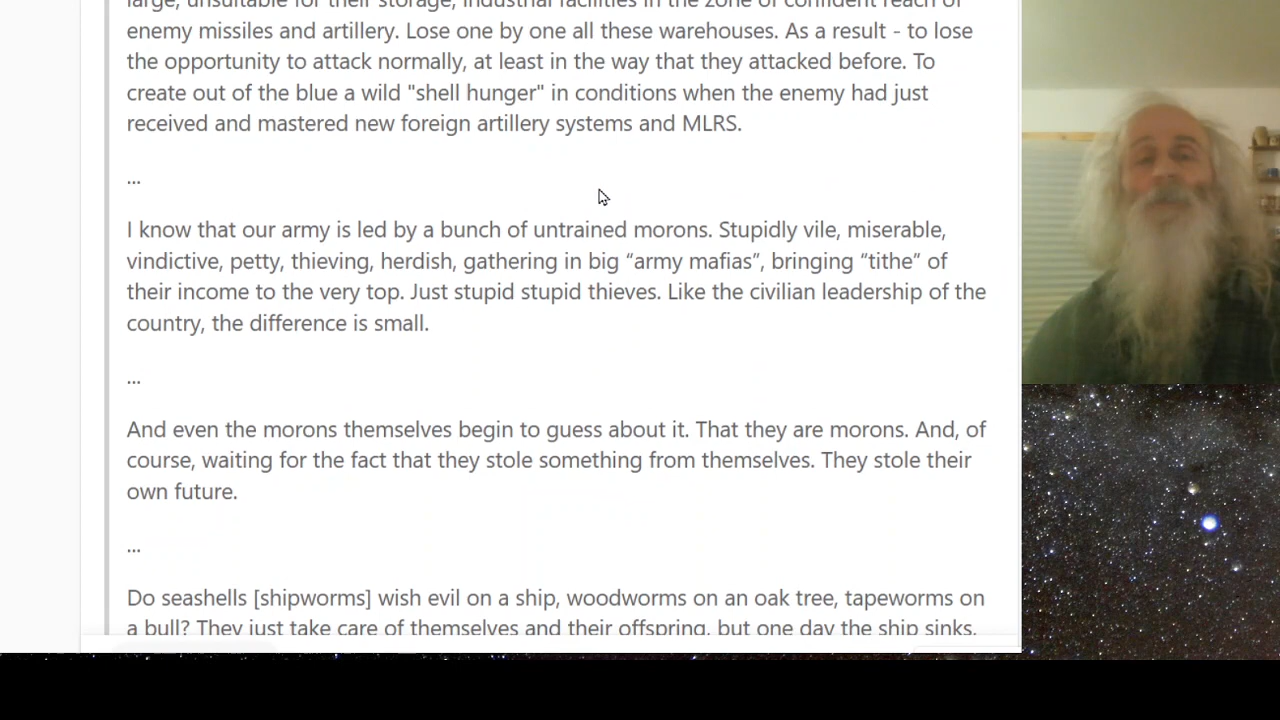 large, unsuitable for their storage, industrial facilities in the zone of confident reach of
enemy missiles and artillery. Lose one by one all these warehouses. As a result - to lose
the opportunity to attack normally, at least in the way that they attacked before. To
create out of the blue a wild "shell hunger" in conditions when the enemy had just
received and mastered new foreign artillery systems and MLRS.
...
I know that our army is led by a bunch of untrained morons. Stupidly vile, miserable,
vindictive, petty, thieving, herdish, gathering in big “army mafias”, bringing “tithe” of
their income to the very top. Just stupid stupid thieves. Like the civilian leadership of the
country, the difference is small.
...
And even the morons themselves begin to guess about it. That they are morons. And, of
course, waiting for the fact that they stole something from themselves. They stole their
own future.
...
Do seashells [shipworms] wish evil on a ship, woodworms on an oak tree, tapeworms on
a bull? They just take care of themselves and their offspring, but one day the ship sinks,